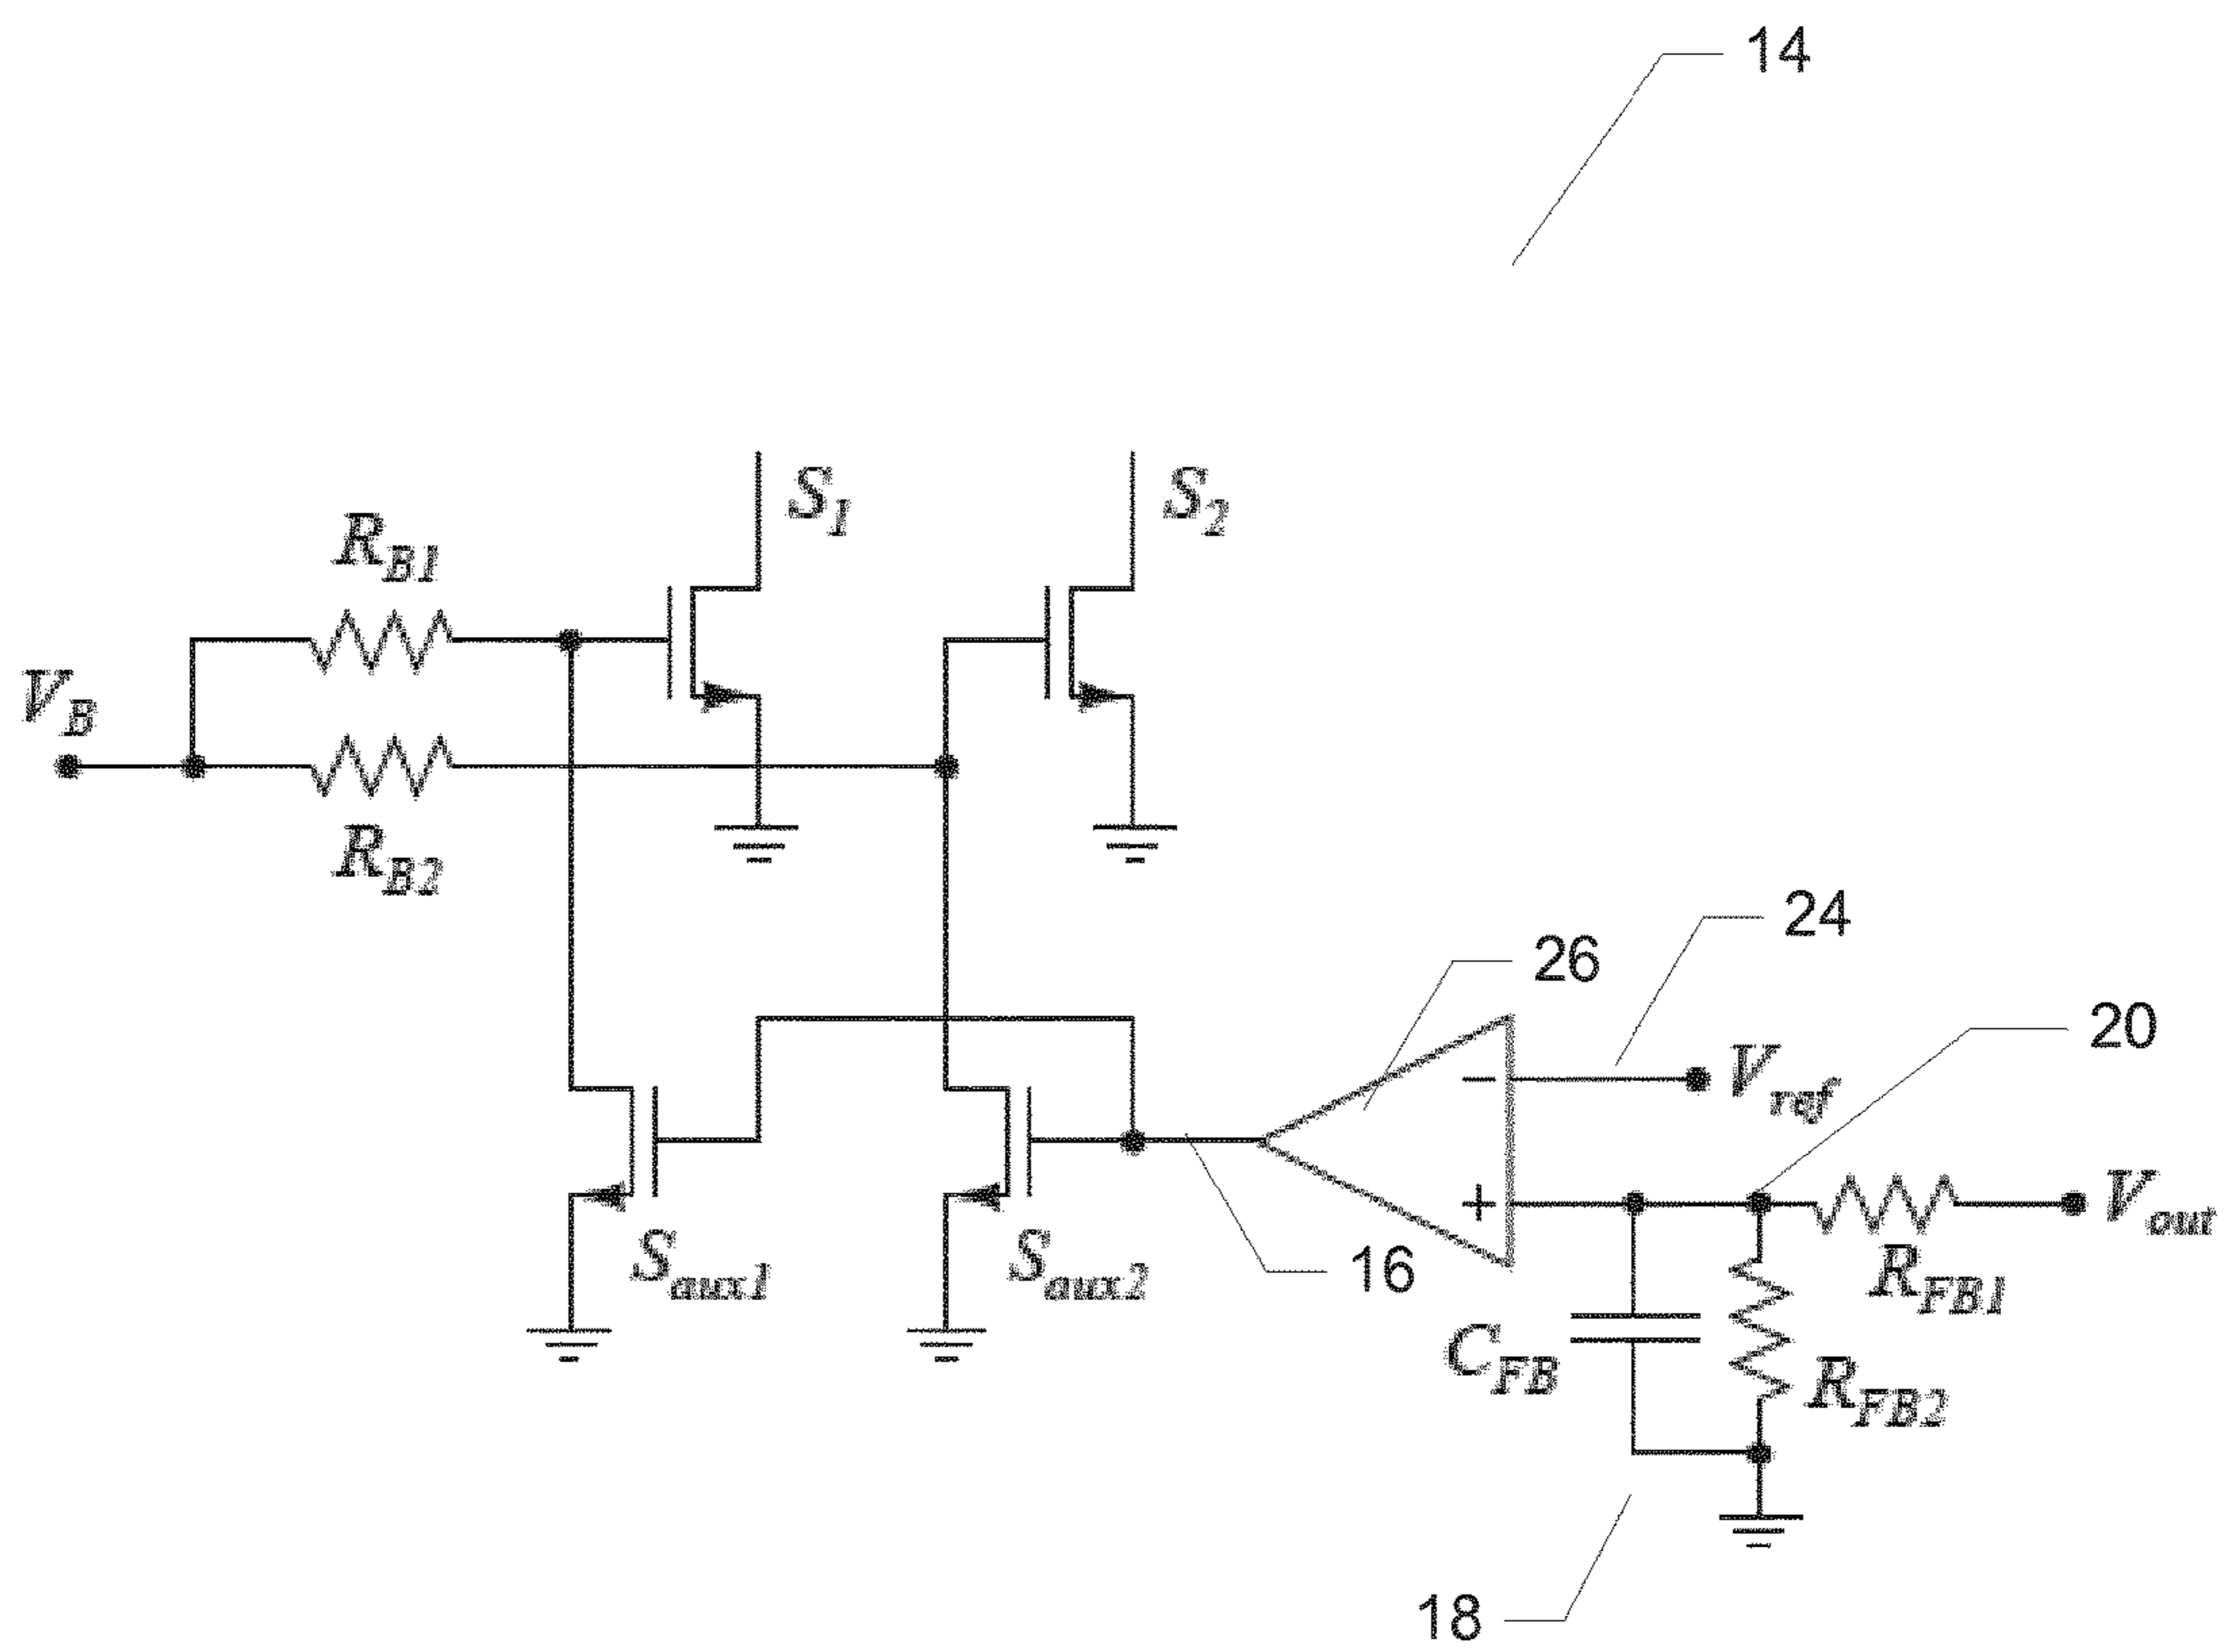 14
S1
S2
RB1
VB
RB2
24
26
20
Vref
Vout
16
Saux1
Saux2
RFB1
CFB
RFB2
18